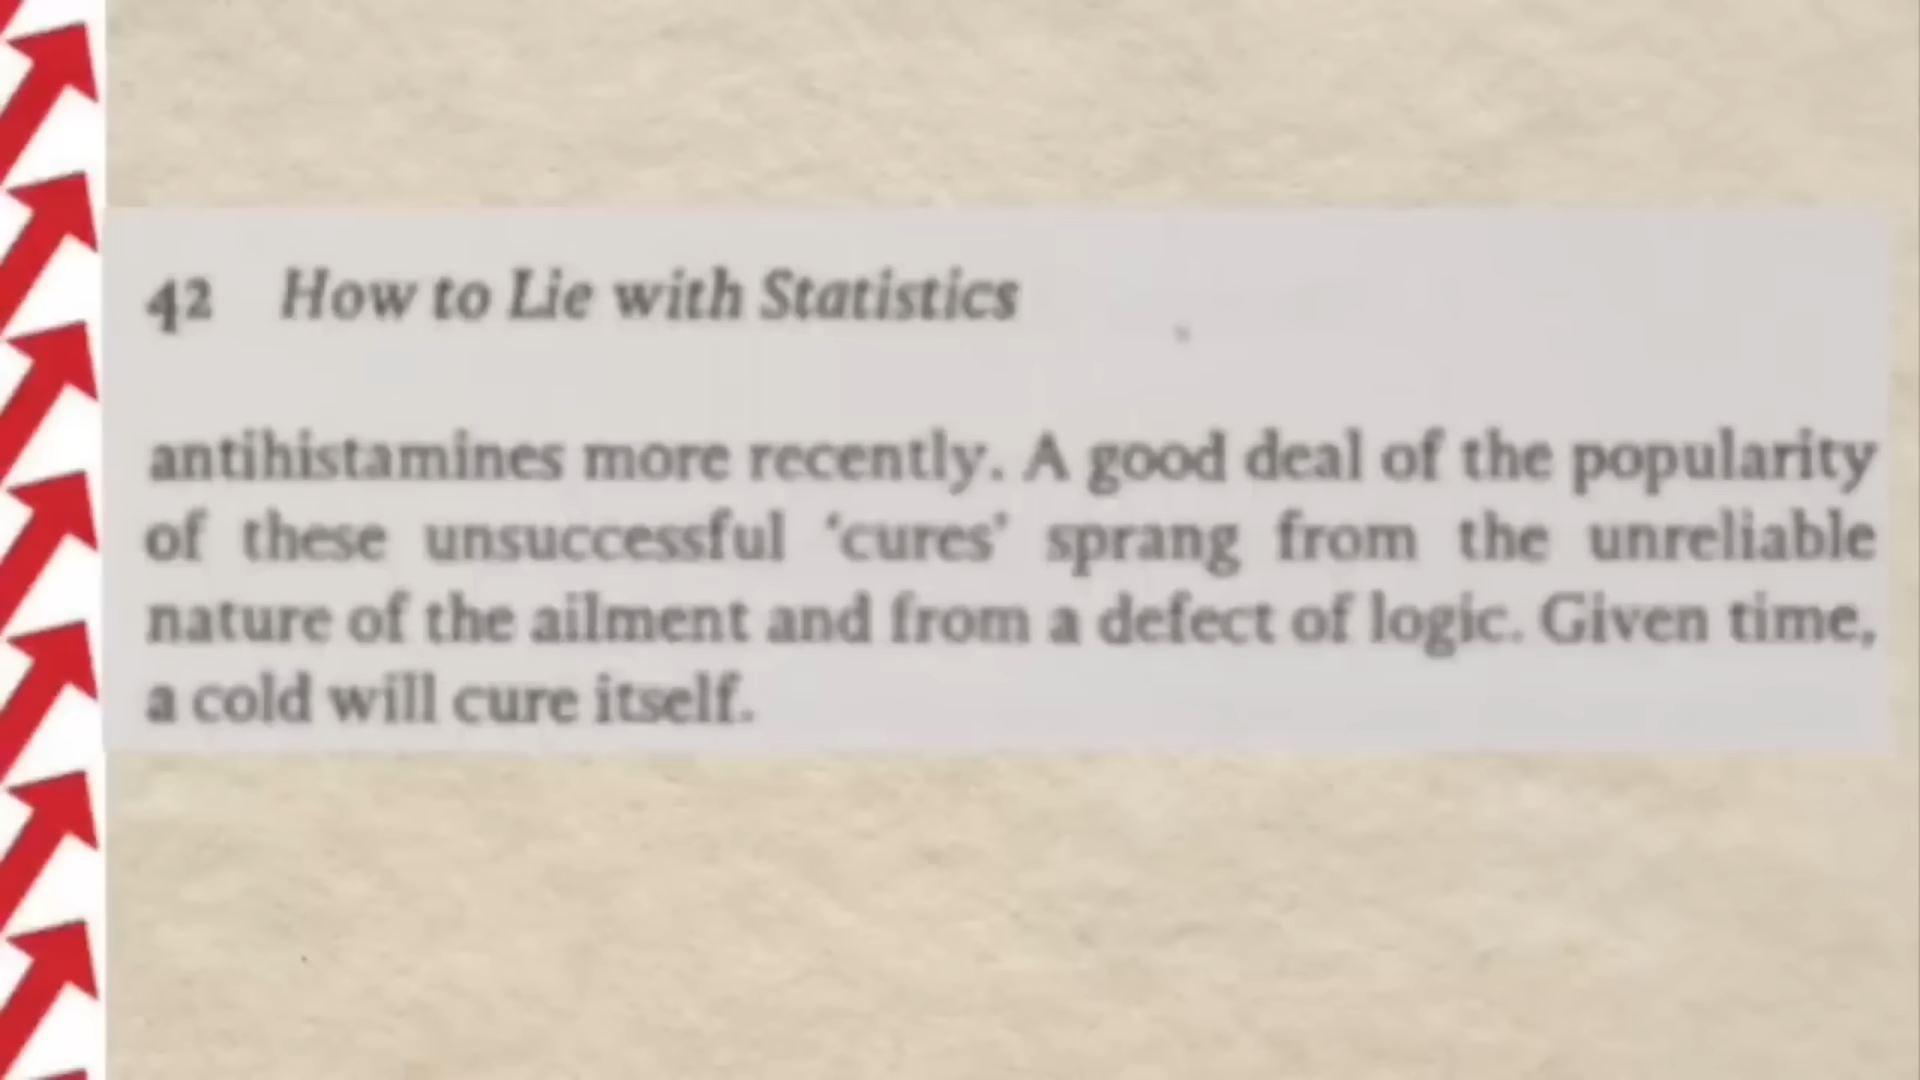 42 How to Lie with Statistics
antihistamines more recently. A good deal of the popularity
of these unsuccessful ‘cures’ sprang from the unreliable
nature of the ailment and from a defect of logic. Given time,
a cold will cure itself.